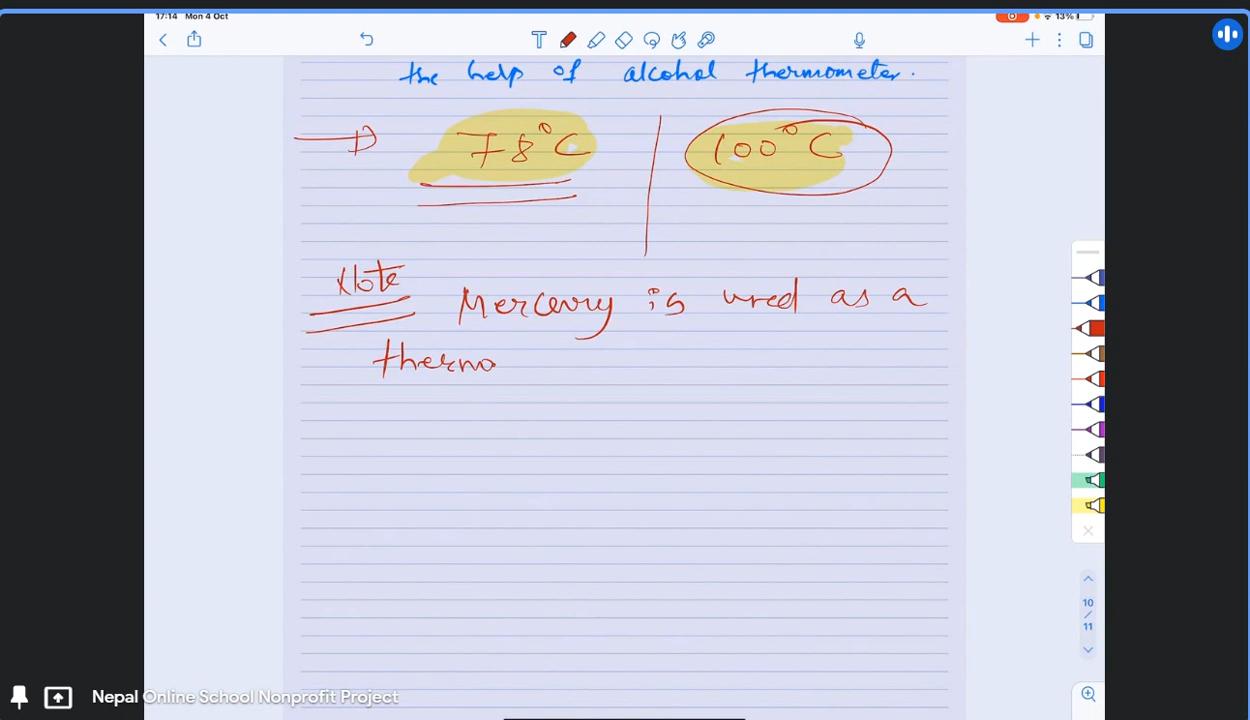 17:14 Mon 4 Oct
13%
the help of alcohol thermometer.
78°C | 100°C
Note Mercury is used as a
thermo
10
/
11
Nepal Online School Nonprofit Project